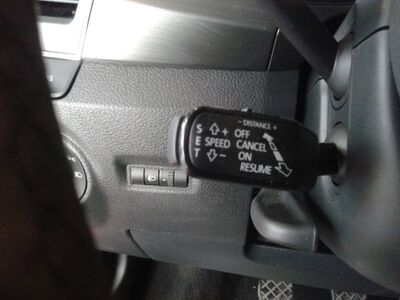 - DISTANCE +
S ⇧+ OFF
E SPEED CANCEL
T ⇩- ON
RESUME